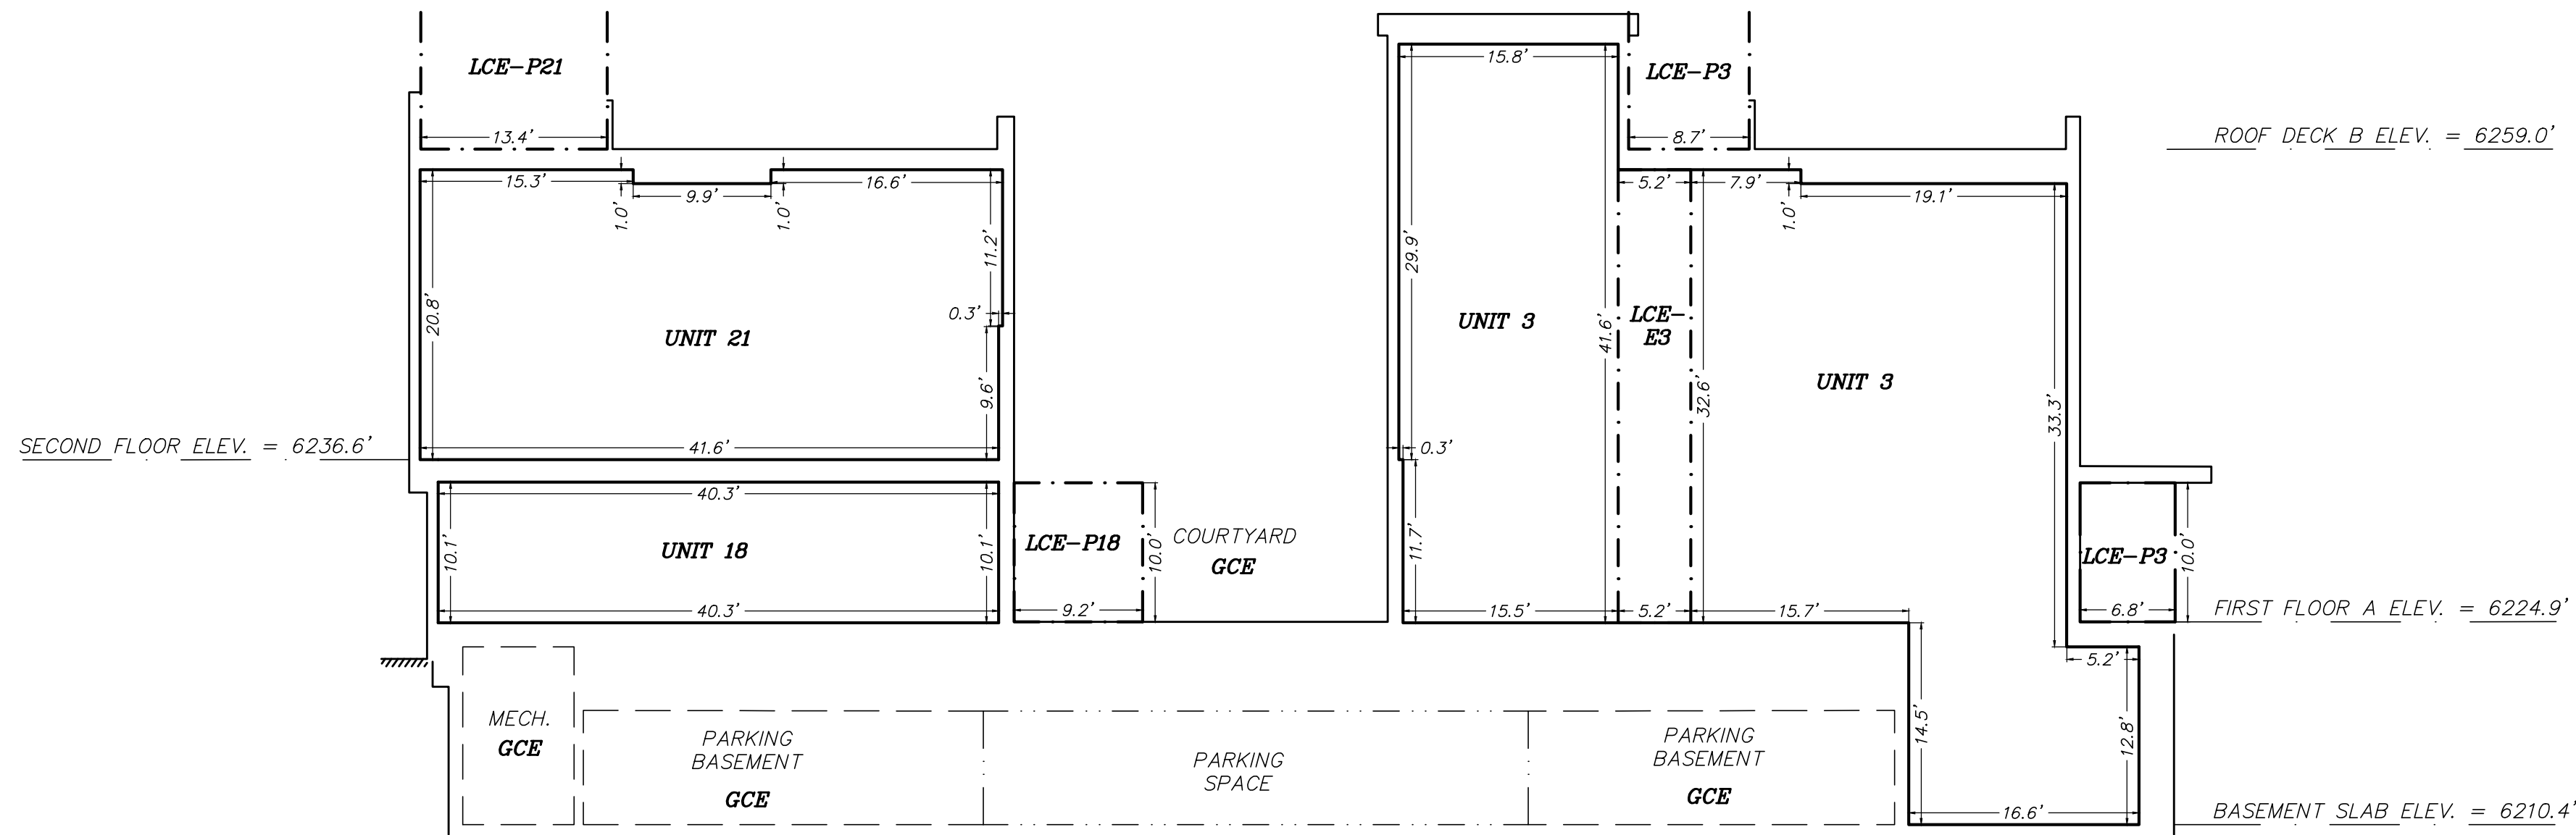 LCE-P21
13.4'
15.3'
9.9'
16.6'
1.0'
1.0'
11.2'
0.3'
20.8'
UNIT 21
9.6'
41.6'
SECOND FLOOR ELEV. = 6236.6'
40.3'
10.1'
UNIT 18
10.1'
40.3'
LCE-P18
10.0'
9.2'
COURTYARD
GCE
15.8'
LCE-P3
8.7'
ROOF DECK B ELEV. = 6259.0'
5.2'
7.9'
1.0'
19.1'
29.9'
UNIT 3
41.6'
LCE-
E3
32.6'
UNIT 3
33.3'
0.3'
11.7'
15.5'
5.2'
15.7'
LCE-P3
10.0'
6.8'
FIRST FLOOR A ELEV. = 6224.9'
5.2'
14.5'
12.8'
16.6'
BASEMENT SLAB ELEV. = 6210.4'
MECH.
GCE
PARKING
BASEMENT
GCE
PARKING
SPACE
PARKING
BASEMENT
GCE